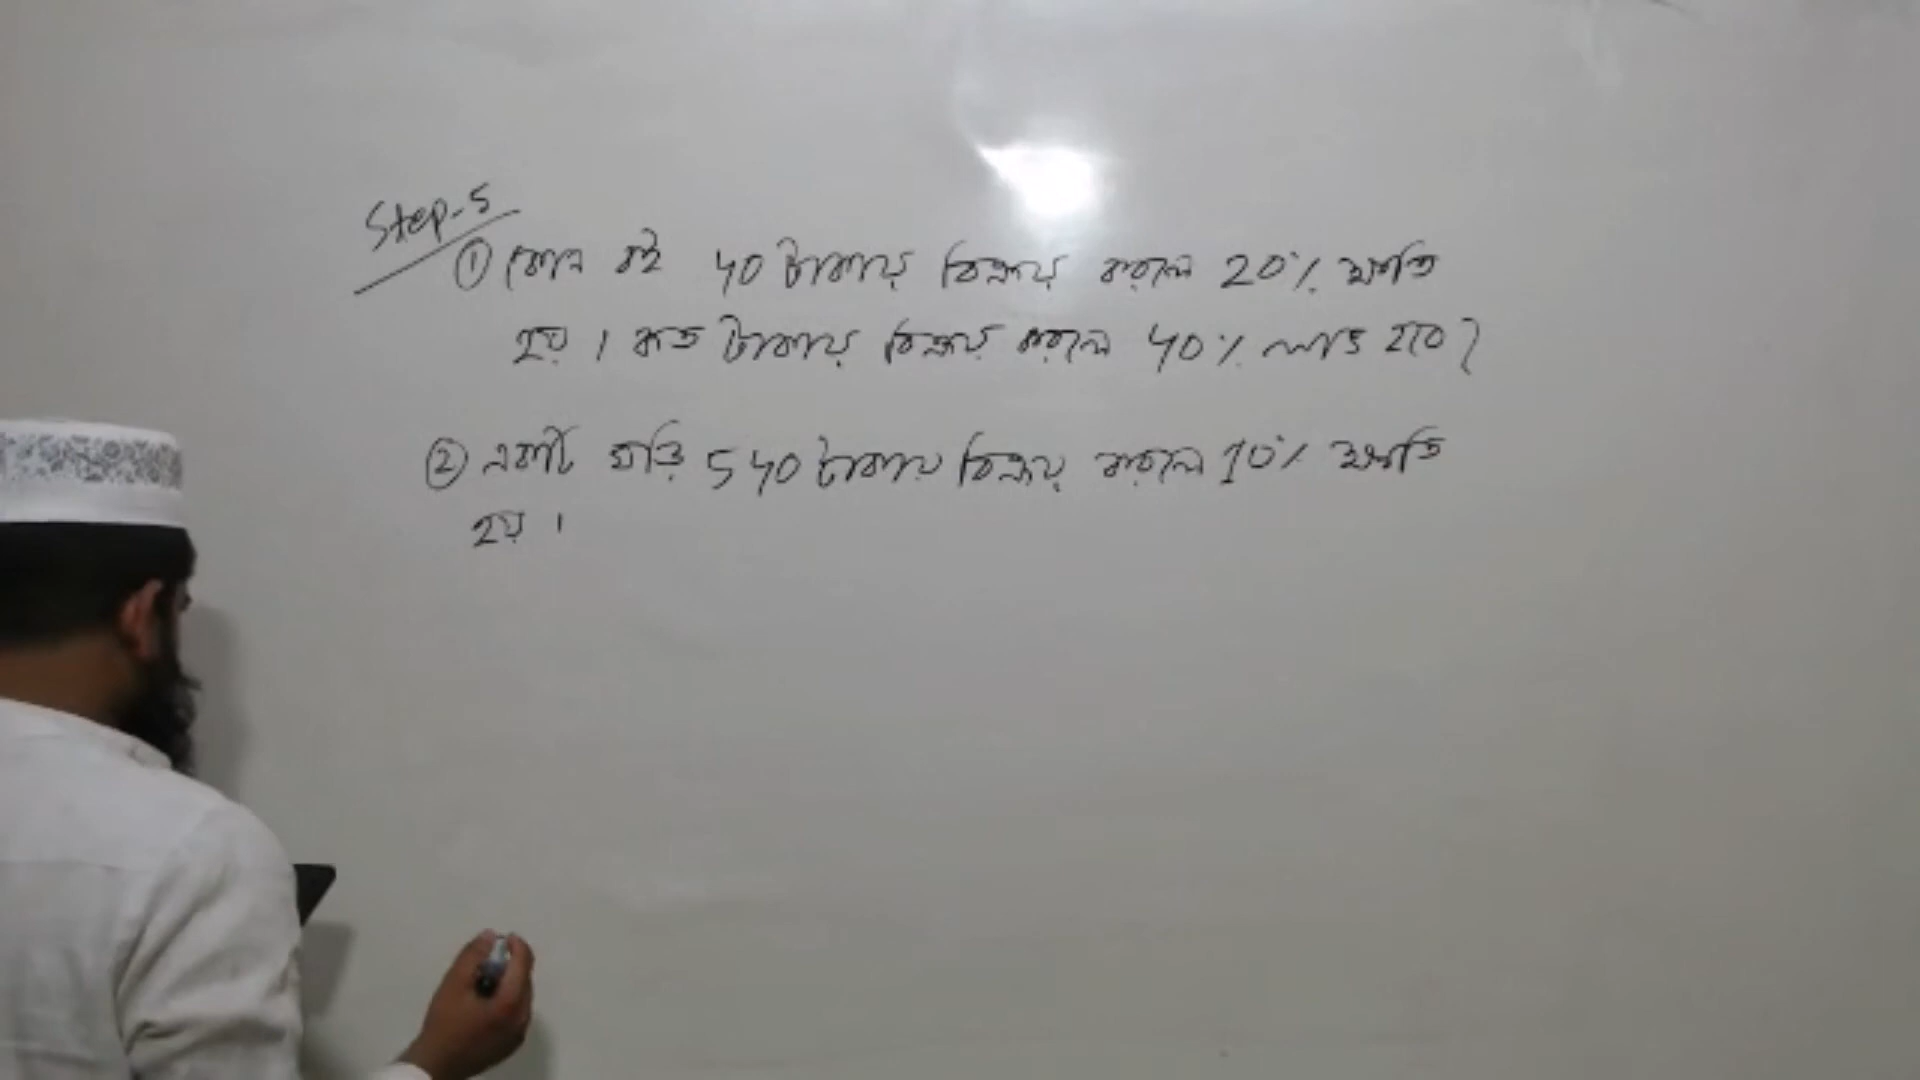 Step-5
① কোন বই 40 টাকায় বিক্রয় করলে 20% ক্ষতি
হয় । কত টাকায় বিক্রয় করলে 40% লাভ হবে ?
② একটি ঘড়ি 540 টাকায় বিক্রয় করলে 10% ক্ষতি
হয় ।